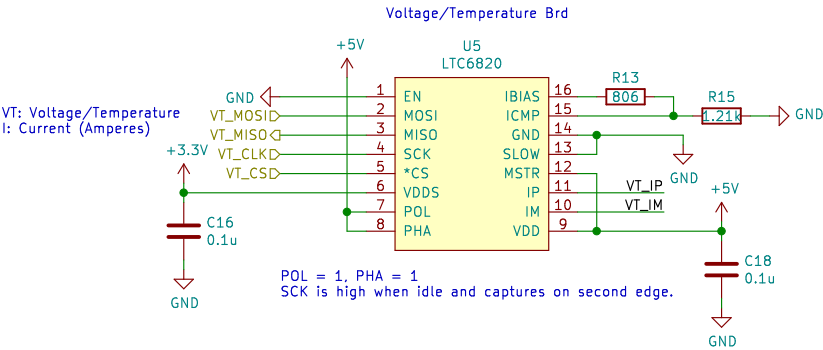 Voltage/Temperature Brd
+5V
U5
LTC6820
VT: Voltage/Temperature
I: Current (Amperes)
GND
1
EN
IBIAS
16
R13
806
R15
1.21k
GND
VT_MOSI
2
MOSI
ICMP
15
VT_MISO
3
MISO
GND
14
VT_CLK
4
SCK
SLOW
13
GND
VT_CS
5
*CS
MSTR
12
+3.3V
6
VDDS
IP
11
VT_IP
+5V
7
POL
IM
10
VT_IM
8
PHA
VDD
9
C16
0.1u
GND
C18
0.1u
GND
POL = 1, PHA = 1
SCK is high when idle and captures on second edge.